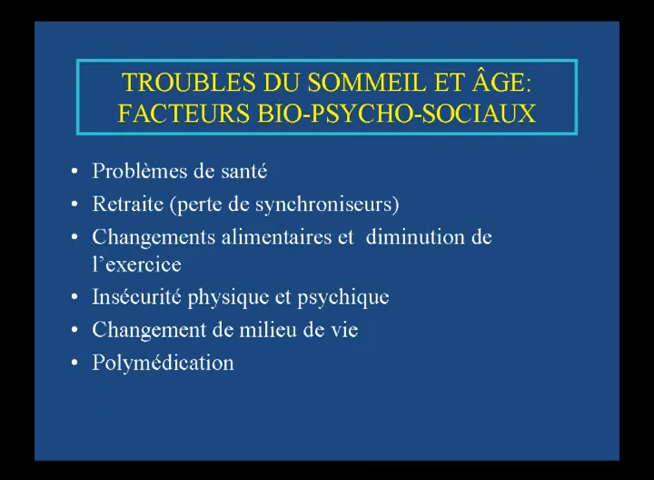 TROUBLES DU SOMMEIL ET ÂGE:
FACTEURS BIO-PSYCHO-SOCIAUX
• Problèmes de santé
• Retraite (perte de synchroniseurs)
• Changements alimentaires et diminution de
l'exercice
• Insécurité physique et psychique
• Changement de milieu de vie
• Polymédication